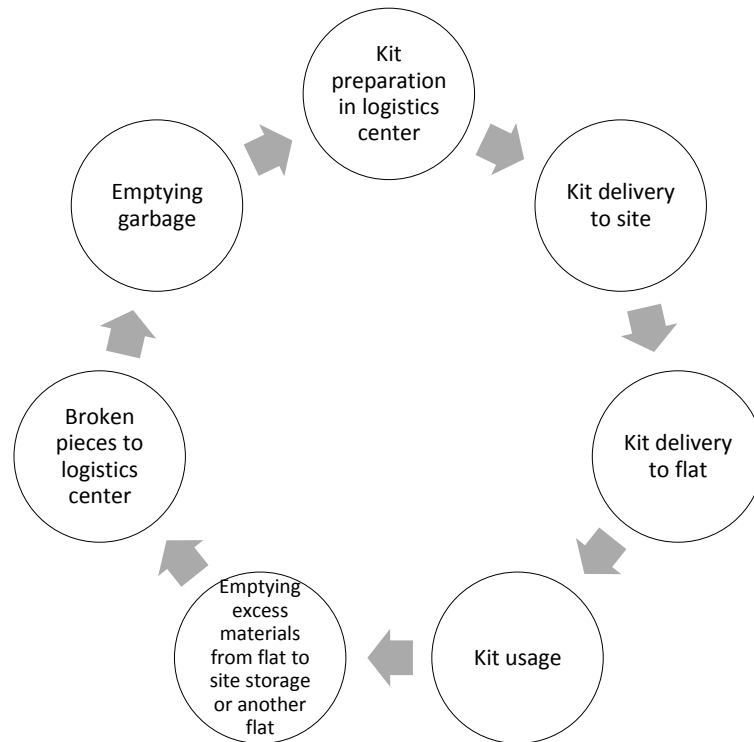 Kit
preparation
in logistics
center
Kit delivery
to site
Kit delivery
to flat
Kit usage
Emptying
excess
materials
from flat to
site storage
or another
flat
Broken
pieces to
logistics
center
Emptying
garbage